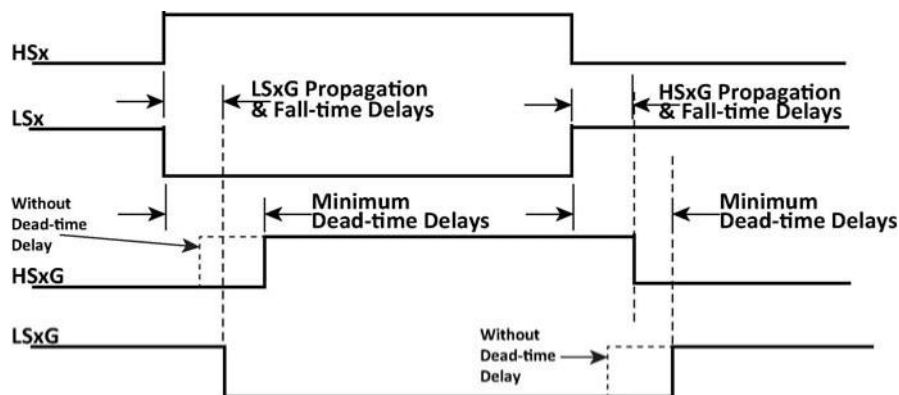 HSx
LSxG Propagation
& Fall-time Delays
HSxG Propagation
& Fall-time Delays
LSx
Without
Dead-time
Delay
Minimum
Dead-time Delays
Minimum
Dead-time Delays
HSxG
LSxG
Without
Dead-time
Delay